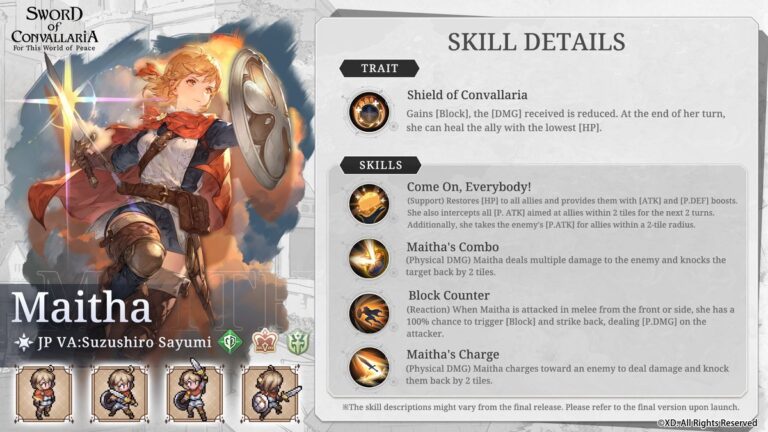 SWORD
of
CONVALLARIA
For This World of Peace
Maitha
JP VA:Suzushiro Sayumi
SKILL DETAILS
TRAIT
Shield of Convallaria
Gains [Block], the [DMG] received is reduced. At the end of her turn,
she can heal the ally with the lowest [HP].
SKILLS
Come On, Everybody!
(Support) Restores [HP] to all allies and provides them with [ATK] and [P.DEF] boosts.
She also intercepts all [P. ATK] aimed at allies within 2 tiles for the next 2 turns.
Additionally, she takes the enemy's [P.ATK] for allies within a 2-tile radius.
Maitha's Combo
(Physical DMG) Maitha deals multiple damage to the enemy and knocks the
target back by 2 tiles.
Block Counter
(Reaction) When Maitha is attacked in melee from the front or side, she has a
100% chance to trigger [Block] and strike back, dealing [P.DMG] on the
attacker.
Maitha's Charge
(Physical DMG) Maitha charges toward an enemy to deal damage and knock
them back by 2 tiles.
※The skill descriptions might vary from the final release. Please refer to the final version upon launch.
©XD. All Rights Reserved